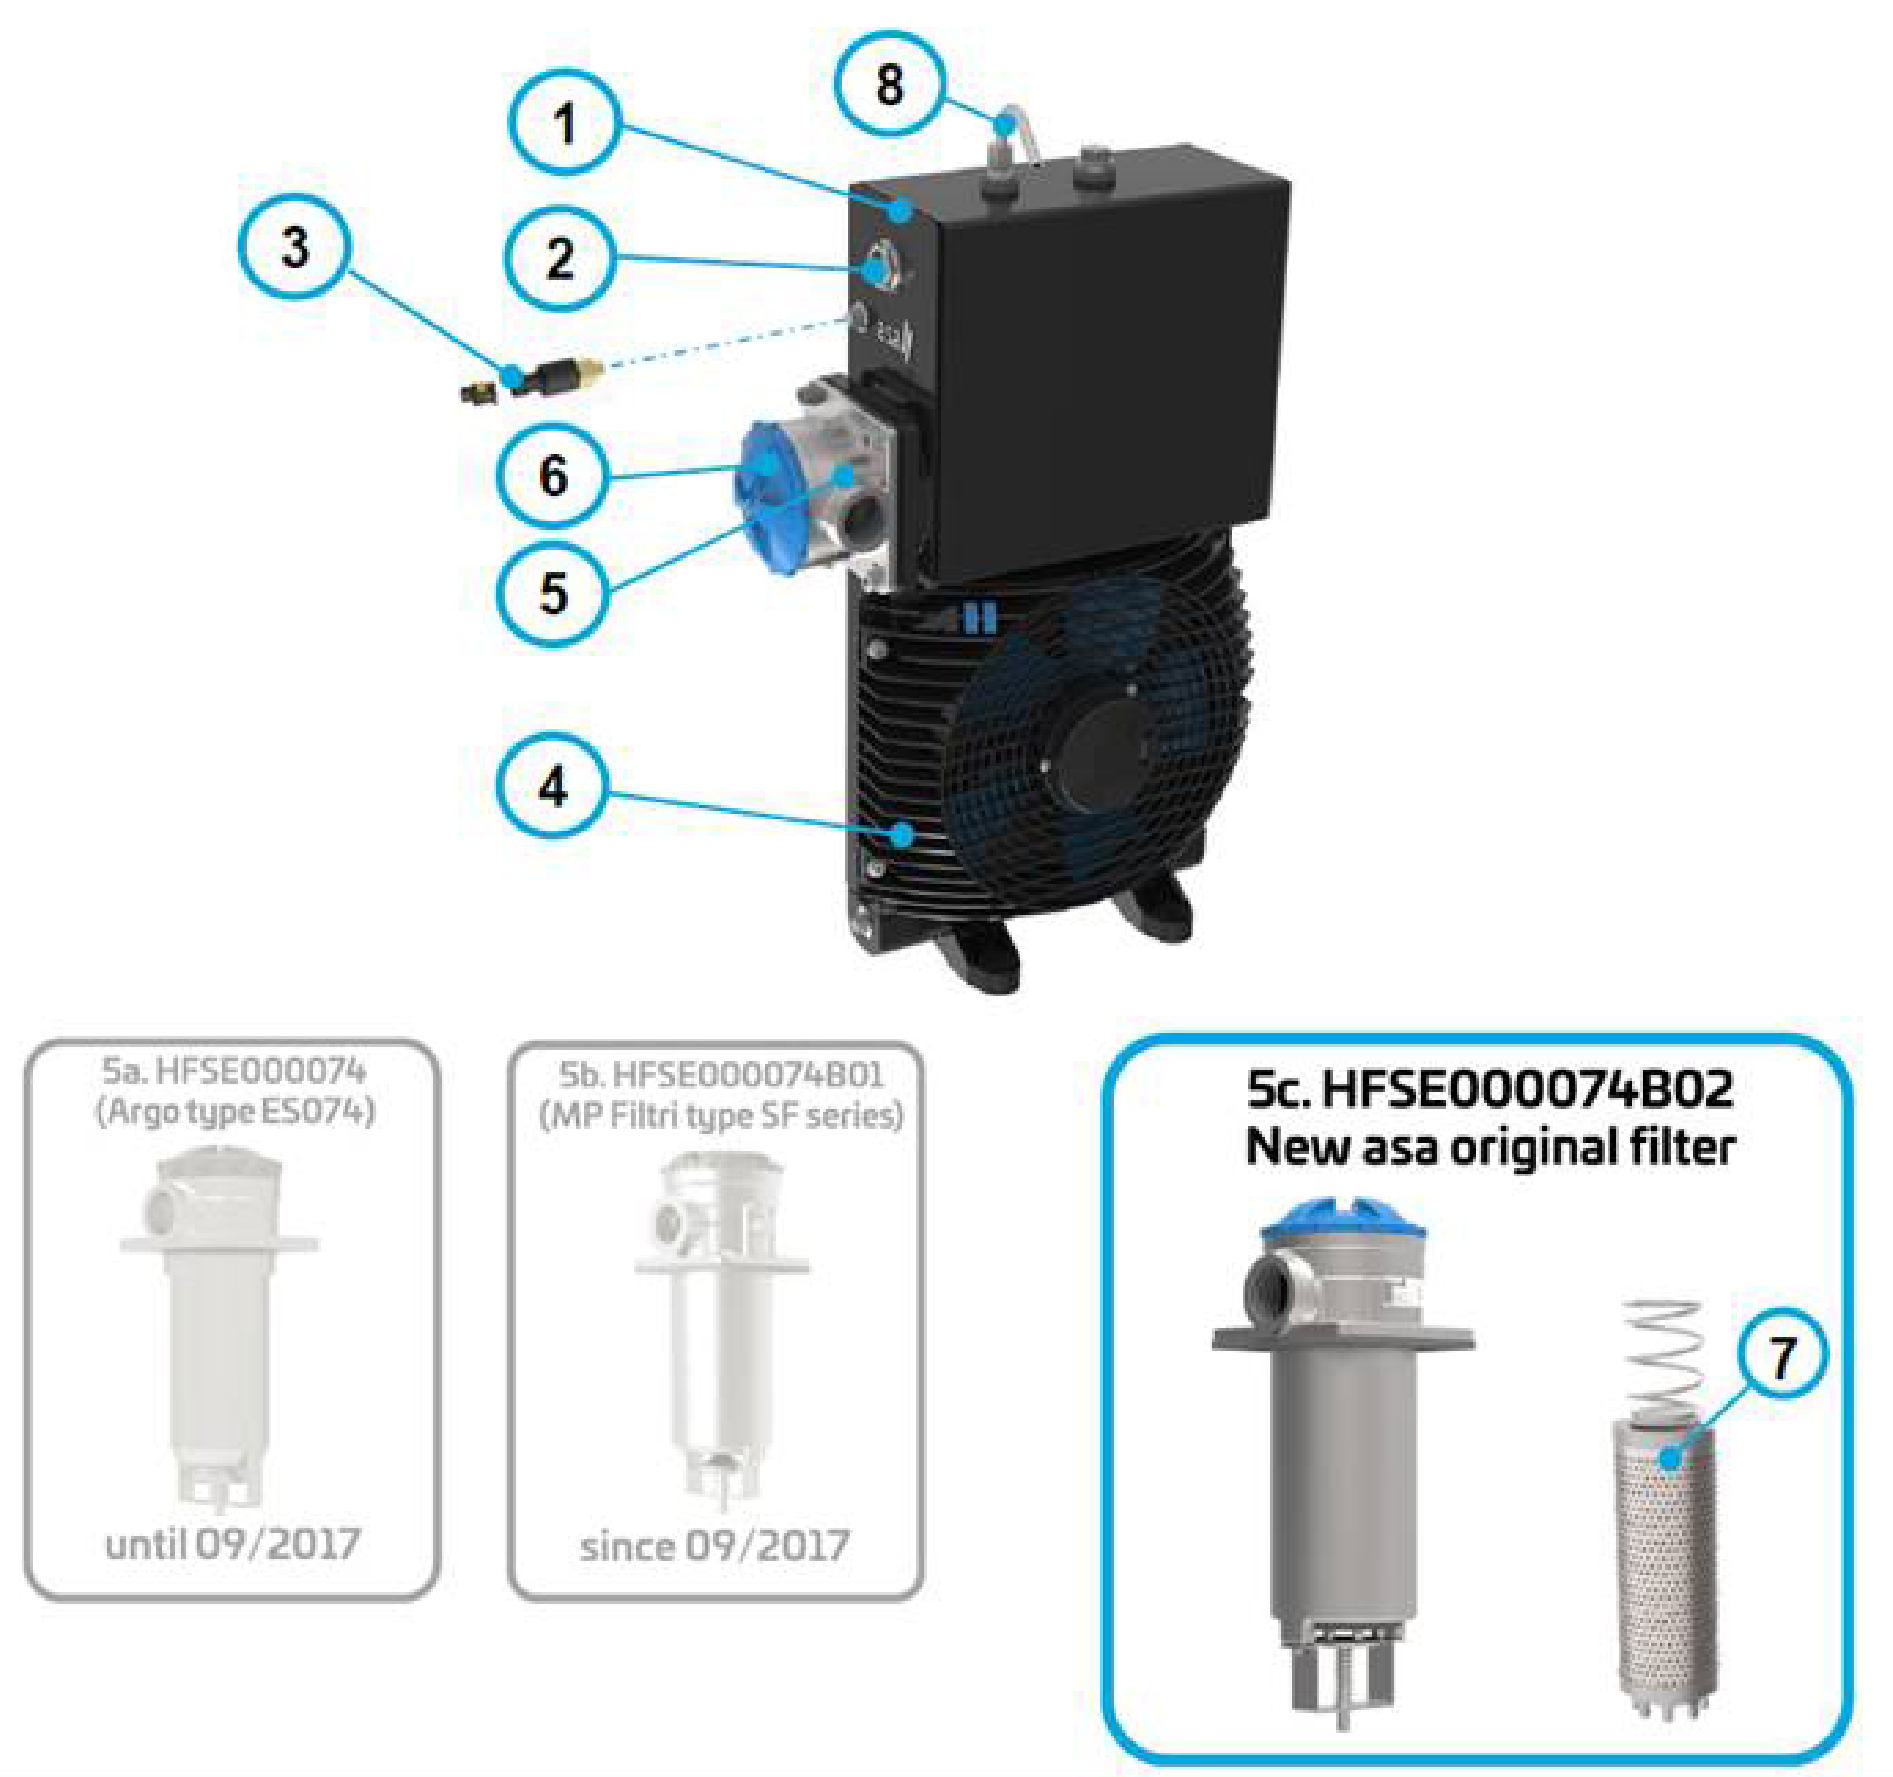 8
1
2
3
asa
6
5
4
5a. HFSE000074
(Argo type ES074)
until 09/2017
5b. HFSE000074B01
(MP Filtri type SF series)
since 09/2017
5c. HFSE000074B02
New asa original filter
7